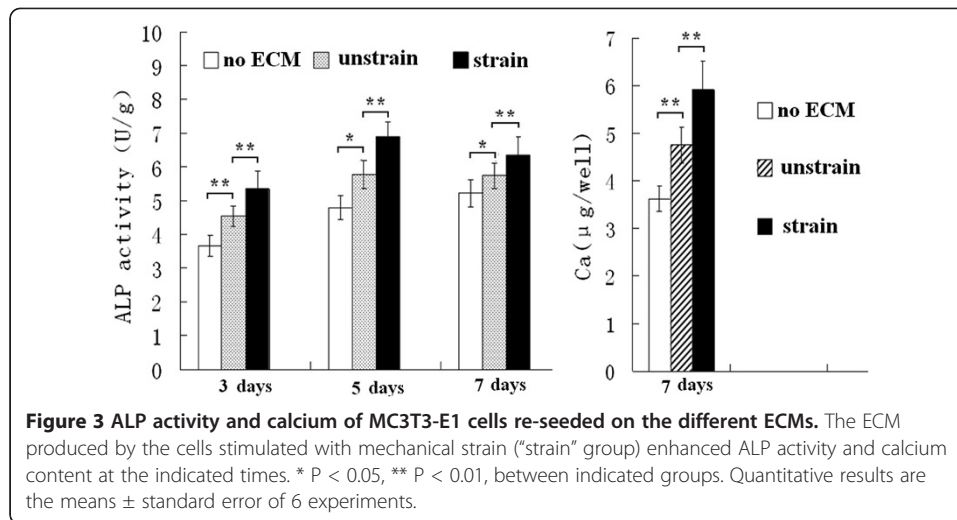 10
9
8
7
6
5
4
3
2
1
0
ALP activity (U/g)
no ECM unstrain strain
** ** * ** * **
3 days 5 days 7 days
7
6
5
4
3
2
1
0
Ca(μg/well)
** **
no ECM
unstrain
strain
7 days
Figure 3 ALP activity and calcium of MC3T3-E1 cells re-seeded on the different ECMs. The ECM
produced by the cells stimulated with mechanical strain (“strain” group) enhanced ALP activity and calcium
content at the indicated times. * P < 0.05, ** P < 0.01, between indicated groups. Quantitative results are
the means ± standard error of 6 experiments.